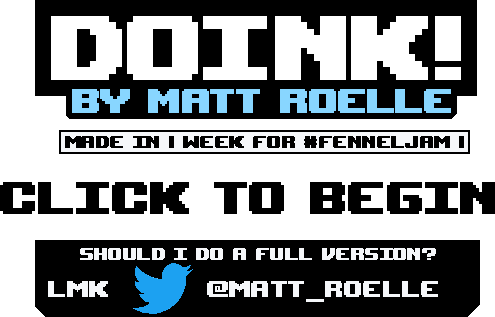 DOINK!
BY MATT ROELLE
MADE IN 1 WEEK FOR #FENNELJAM 1
CLICK TO BEGIN
SHOULD I DO A FULL VERSION?
LMK @MATT_ROELLE